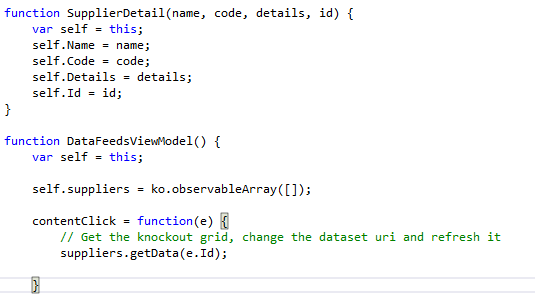 function SupplierDetail(name, code, details, id) {
    var self = this;
    self.Name = name;
    self.Code = code;
    self.Details = details;
    self.Id = id;
}
function DataFeedsViewModel() {
    var self = this;
    self.suppliers = ko.observableArray([]);
    contentClick = function(e) {
        // Get the knockout grid, change the dataset uri and refresh it
        suppliers.getData(e.Id);
    }